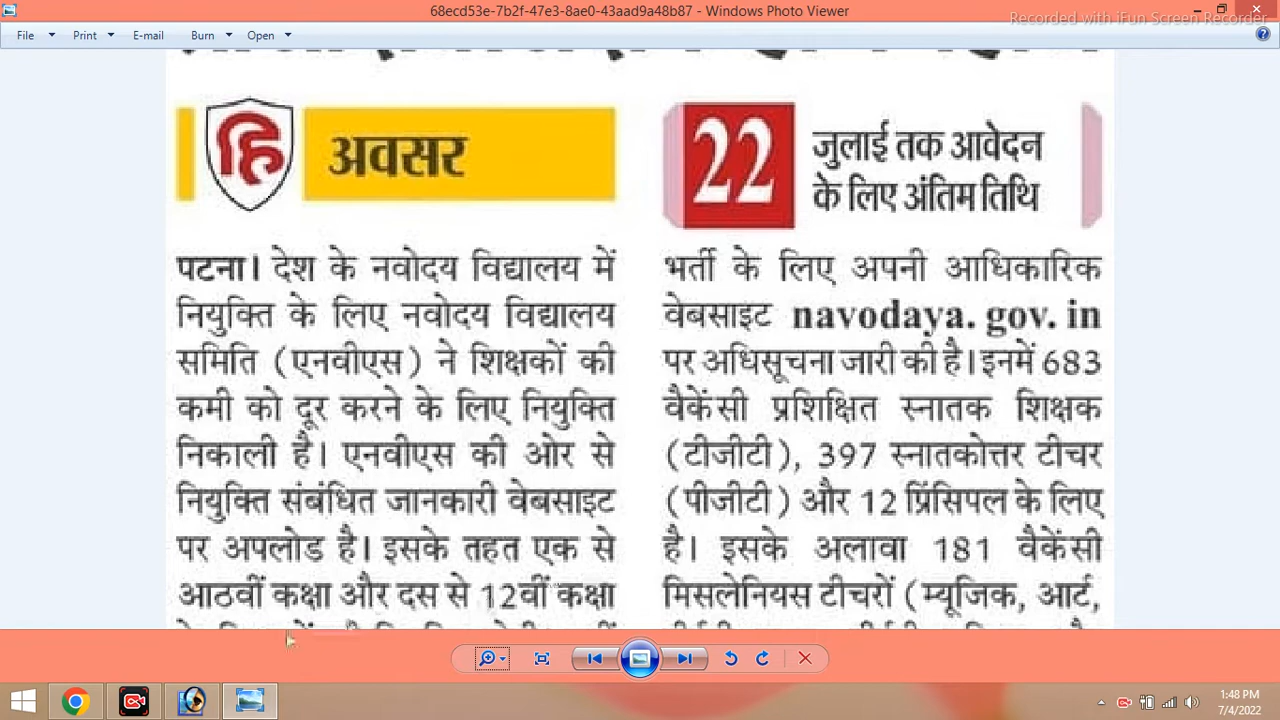 68ecd53e-7b2f-47e3-8ae0-43aad9a48b87 - Windows Photo Viewer
Recorded with iFun Screen Recorder
File Print E-mail Burn Open
हि
अवसर
पटना। देश के नवोदय विद्यालय में
नियुक्ति के लिए नवोदय विद्यालय
समिति (एनवीएस) ने शिक्षकों की
कमी को दूर करने के लिए नियुक्ति
निकाली है। एनवीएस की ओर से
नियुक्ति संबंधित जानकारी वेबसाइट
पर अपलोड है। इसके तहत एक से
आठवीं कक्षा और दस से 12वीं कक्षा
22
जुलाई तक आवेदन
के लिए अंतिम तिथि
भर्ती के लिए अपनी आधिकारिक
वेबसाइट navodaya. gov. in
पर अधिसूचना जारी की है। इनमें 683
वैकेंसी प्रशिक्षित स्नातक शिक्षक
(टीजीटी), 397 स्नातकोत्तर टीचर
(पीजीटी) और 12 प्रिंसिपल के लिए
है। इसके अलावा 181 वैकेंसी
मिसलेनियस टीचरों (म्यूजिक, आर्ट,
1:48 PM
7/4/2022